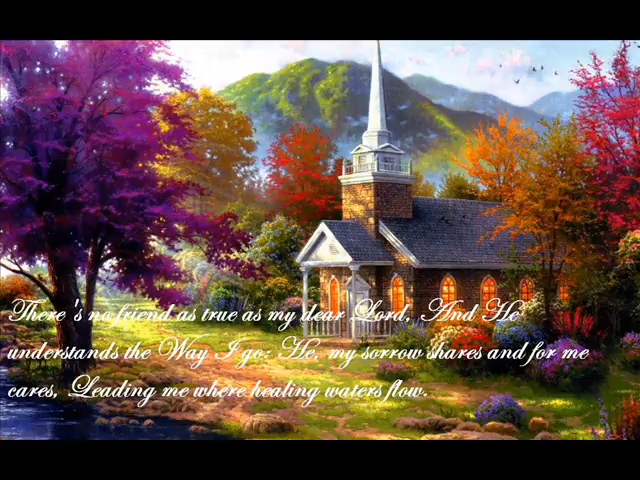 There's no friend as true as my dear Lord, And He
understands the Way I go; He, my sorrow shares and for me
cares, Leading me where healing waters flow.